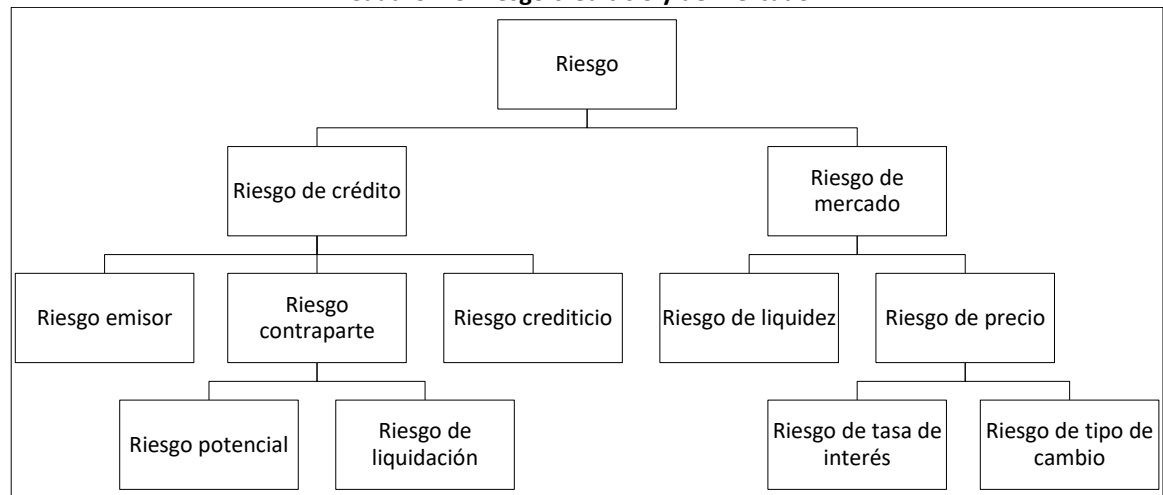 Riesgo
Riesgo de crédito
Riesgo de
mercado
Riesgo emisor
Riesgo
contraparte
Riesgo crediticio
Riesgo de liquidez
Riesgo de precio
Riesgo potencial
Riesgo de
liquidación
Riesgo de tasa de
interés
Riesgo de tipo de
cambio